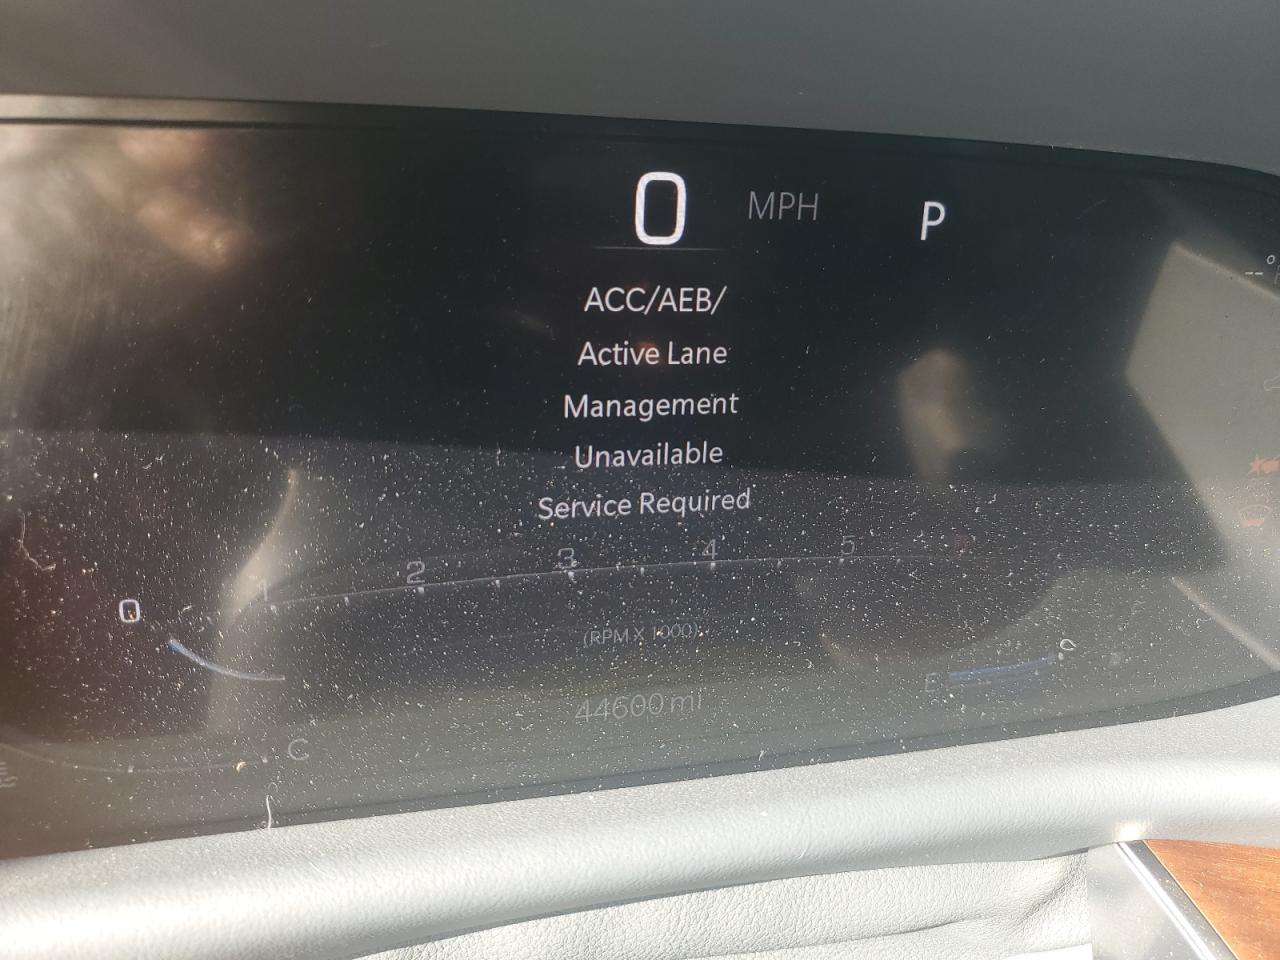 0 MPH P
ACC/AEB/
Active Lane
Management
Unavailable
Service Required
1 2 3 4 5
0
(RPM X 1000)
E
44600 mi
C